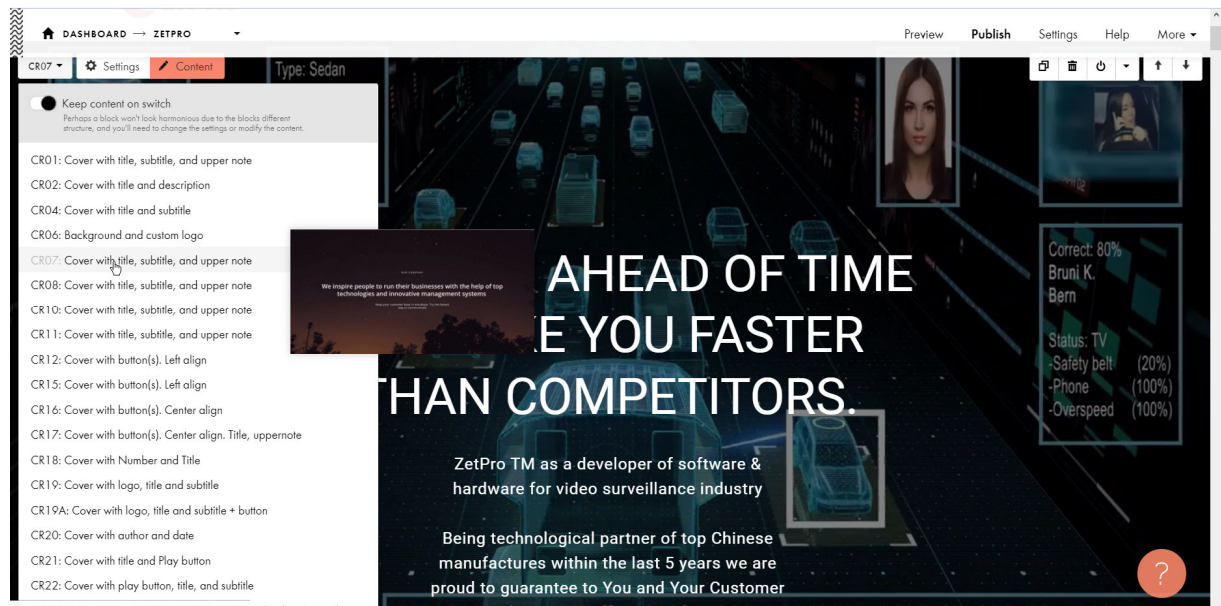 DASHBOARD → ZETPRO
Preview
Publish
Settings
Help
More
CR07
Settings
Content
Type: Sedan
Keep content on switch
Perhaps a block won't look harmonious due to the blocks different
structure, and you'll need to change the settings or modify the content.
CR01: Cover with title, subtitle, and upper note
CR02: Cover with title and description
CR04: Cover with title and subtitle
CR06: Background and custom logo
CR07: Cover with title, subtitle, and upper note
CR08: Cover with title, subtitle, and upper note
CR10: Cover with title, subtitle, and upper note
CR11: Cover with title, subtitle, and upper note
CR12: Cover with button(s). Left align
CR15: Cover with button(s). Left align
CR16: Cover with button(s). Center align
CR17: Cover with button(s). Center align. Title, uppernote
CR18: Cover with Number and Title
CR19: Cover with logo, title and subtitle
CR19A: Cover with logo, title and subtitle + button
CR20: Cover with author and date
CR21: Cover with title and Play button
CR22: Cover with play button, title, and subtitle
We inspire people to run their businesses with the help of top
technologies and innovative management systems
AHEAD OF TIME
E YOU FASTER
HAN COMPETITORS.
ZetPro TM as a developer of software &
hardware for video surveillance industry
Being technological partner of top Chinese
manufactures within the last 5 years we are
proud to guarantee to You and Your Customer
Correct: 80%
Bruni K.
Bern
Status: TV
-Safety belt (20%)
-Phone (100%)
-Overspeed (100%)
?